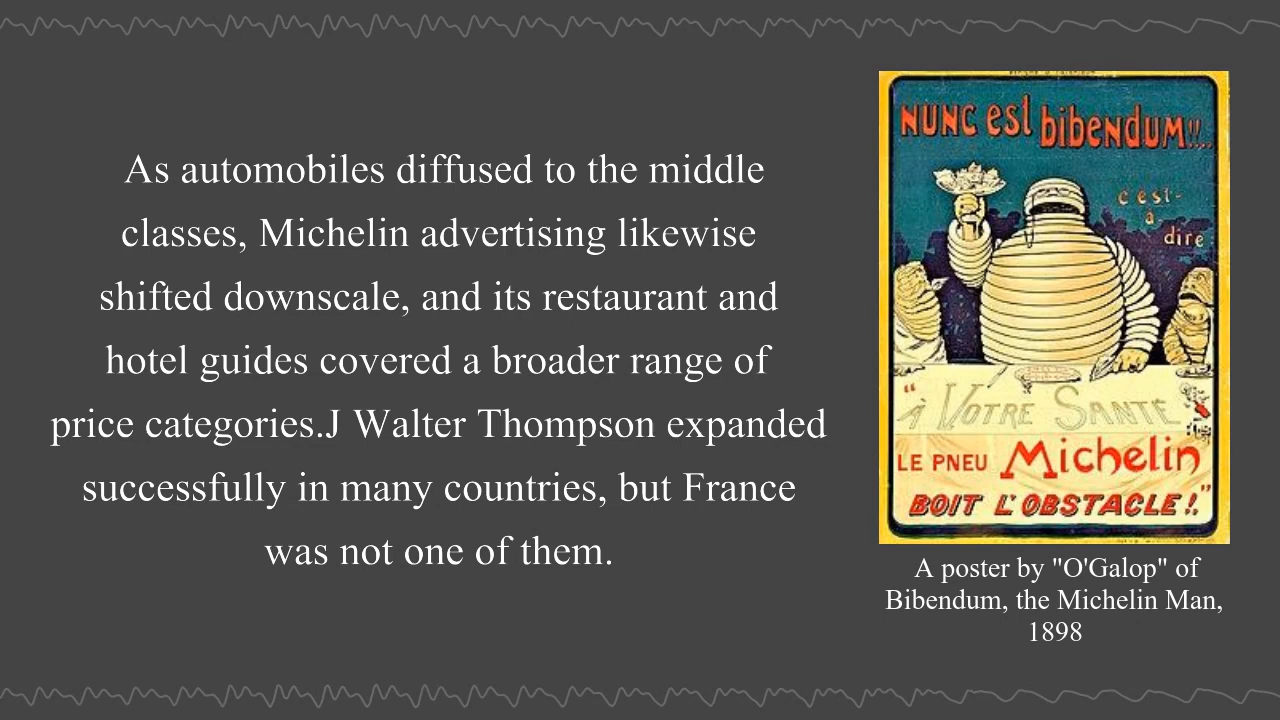 As automobiles diffused to the middle
classes, Michelin advertising likewise
shifted downscale, and its restaurant and
hotel guides covered a broader range of
price categories.J Walter Thompson expanded
successfully in many countries, but France
was not one of them.
NUNC est bibendum!!..
c'est-
à
dire
"à VOTRE SANTÉ
LE PNEU Michelin
BOIT L'OBSTACLE!."
A poster by "O'Galop" of
Bibendum, the Michelin Man,
1898